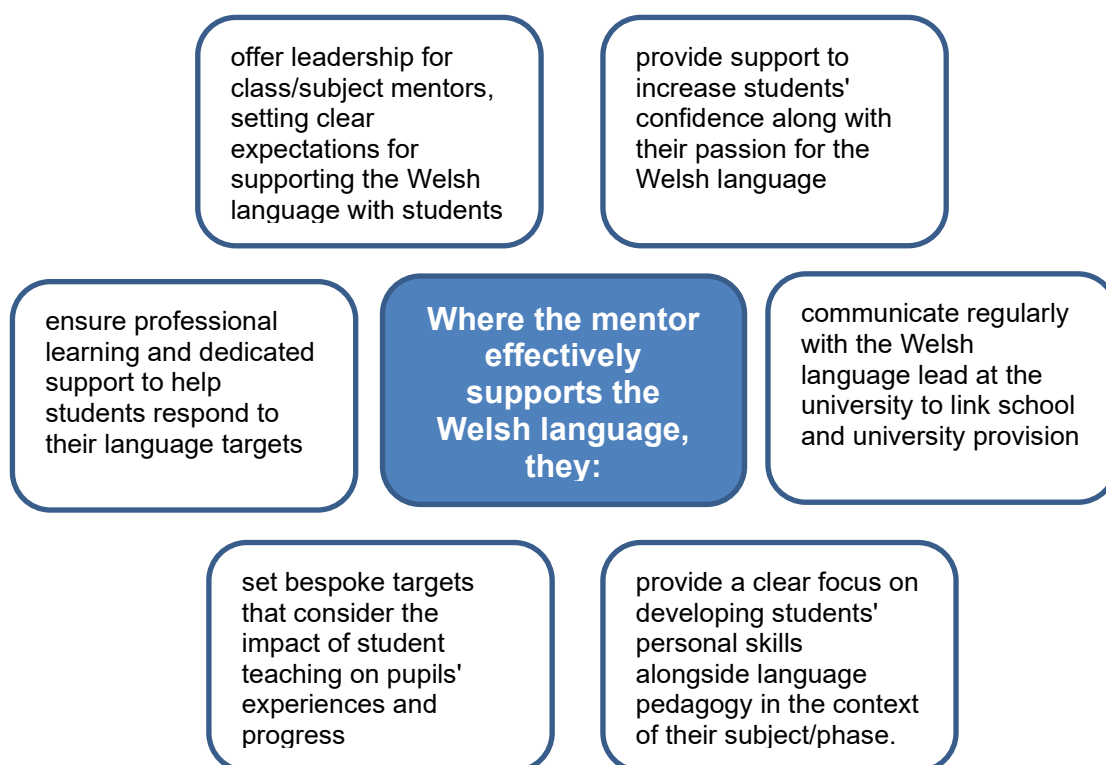 offer leadership for
class/subject mentors,
setting clear
expectations for
supporting the Welsh
language with students
provide support to
increase students'
confidence along with
their passion for the
Welsh language
ensure professional
learning and dedicated
support to help
students respond to
their language targets
Where the mentor
effectively
supports the
Welsh language,
they:
communicate regularly
with the Welsh
language lead at the
university to link school
and university provision
set bespoke targets
that consider the
impact of student
teaching on pupils'
experiences and
progress
provide a clear focus on
developing students'
personal skills
alongside language
pedagogy in the context
of their subject/phase.